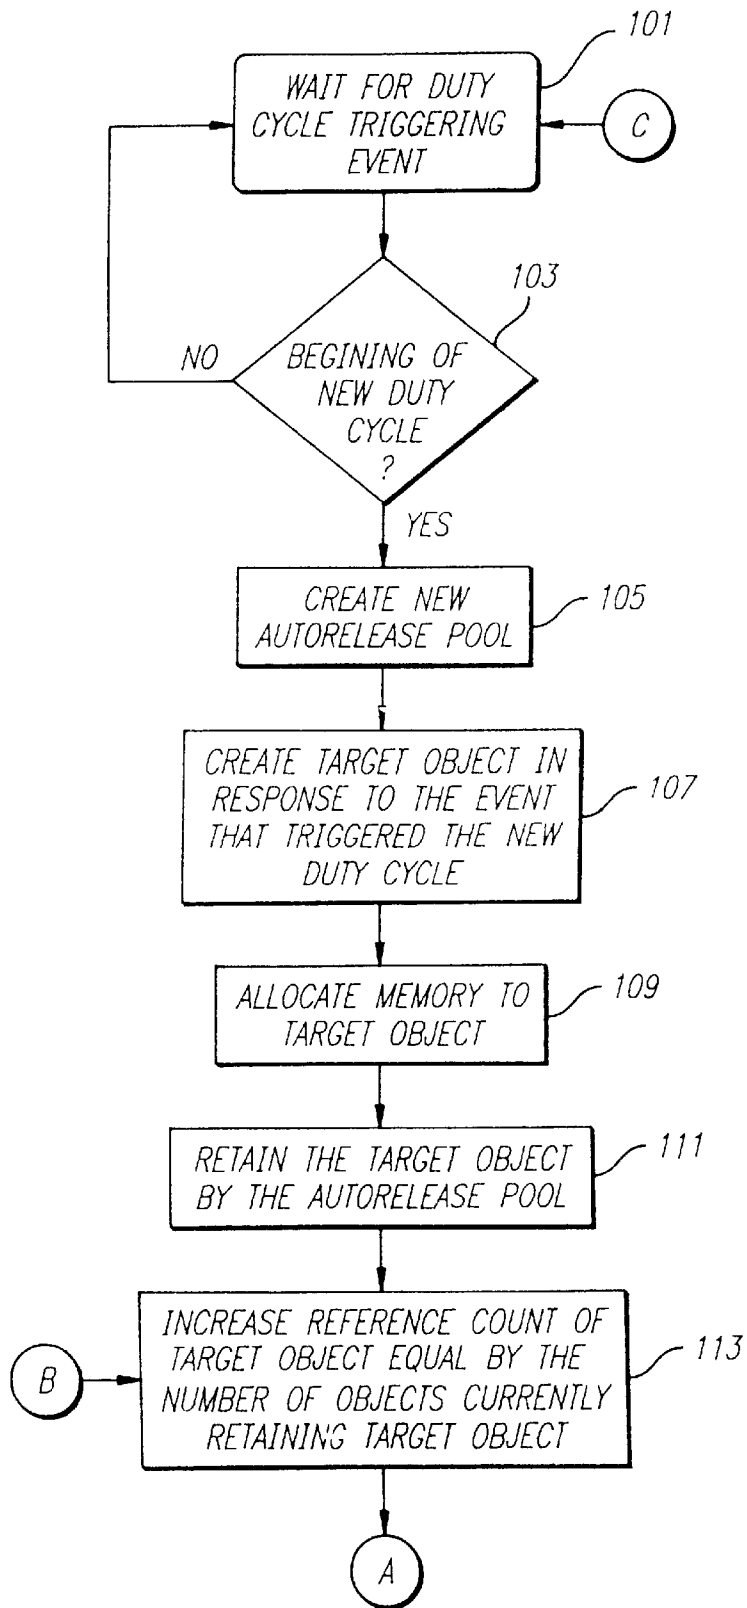 101
WAIT FOR DUTY
CYCLE TRIGGERING
EVENT
C
103
NO
BEGINING OF
NEW DUTY
CYCLE
?
YES
CREATE NEW
AUTORELEASE POOL
105
CREATE TARGET OBJECT IN
RESPONSE TO THE EVENT
THAT TRIGGERED THE NEW
DUTY CYCLE
107
ALLOCATE MEMORY TO
TARGET OBJECT
109
RETAIN THE TARGET OBJECT
BY THE AUTORELEASE POOL
111
INCREASE REFERENCE COUNT OF
TARGET OBJECT EQUAL BY THE
NUMBER OF OBJECTS CURRENTLY
RETAINING TARGET OBJECT
113
B
A